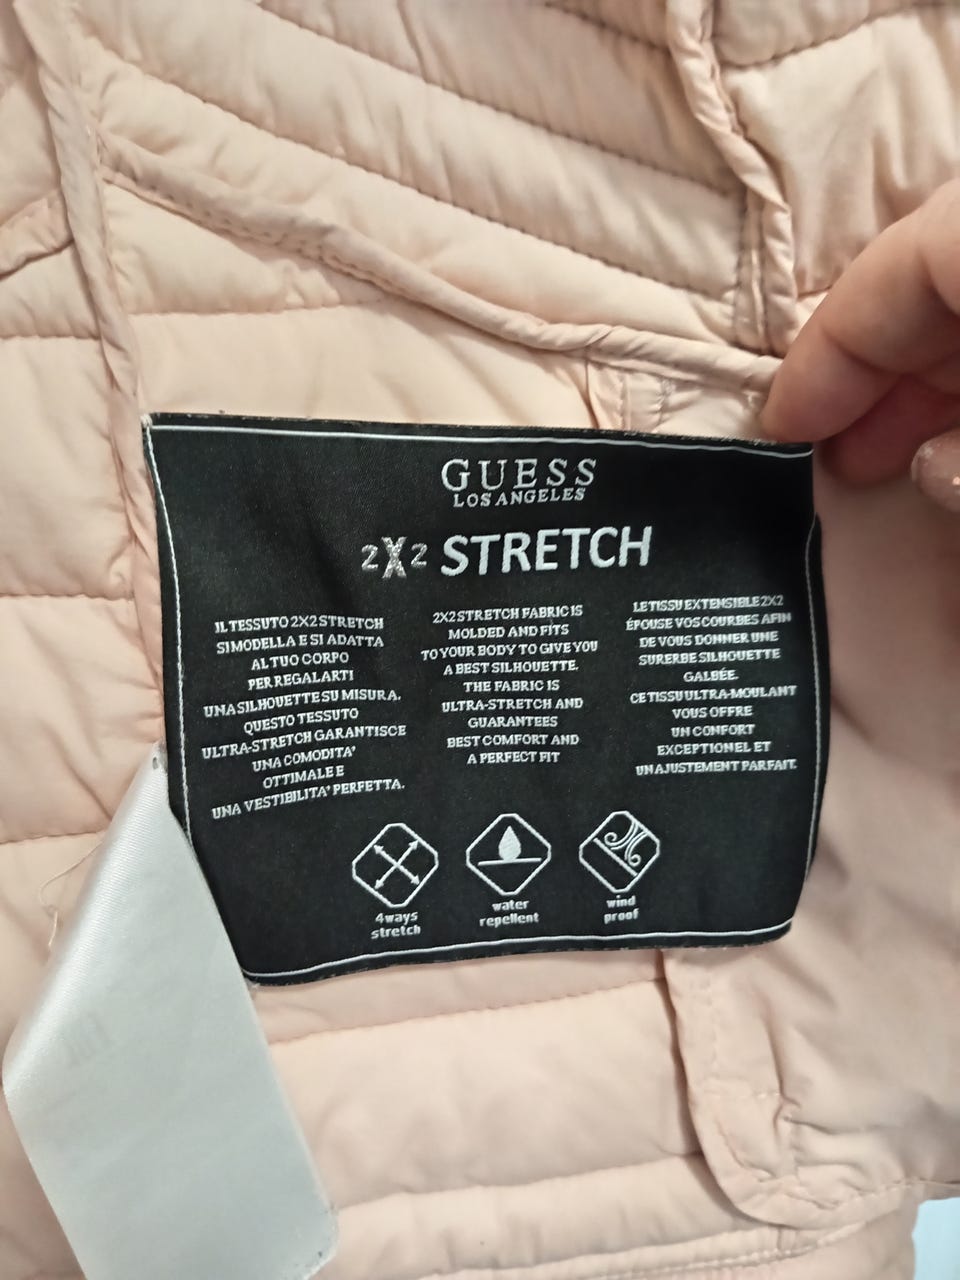 GUESS
LOS ANGELES
2X2 STRETCH
IL TESSUTO 2X2 STRETCH
SI MODELLA E SI ADATTA
AL TUO CORPO
PER REGALARTI
UNA SILHOUETTE SU MISURA.
QUESTO TESSUTO
ULTRA-STRETCH GARANTISCE
UNA COMODITA'
OTTIMALE E
UNA VESTIBILITA' PERFETTA.
2X2 STRETCH FABRIC IS
MOLDED AND FITS
TO YOUR BODY TO GIVE YOU
A BEST SILHOUETTE.
THE FABRIC IS
ULTRA-STRETCH AND
GUARANTEES
BEST COMFORT AND
A PERFECT FIT
LE TISSU EXTENSIBLE 2X2
ÉPOUSE VOS COURBES AFIN
DE VOUS DONNER UNE
SURERBE SILHOUETTE
GALBÉE.
CE TISSU ULTRA-MOULANT
VOUS OFFRE
UN CONFORT
EXCEPTIONEL ET
UN AJUSTEMENT PARFAIT.
4ways
stretch
water
repellent
wind
proof